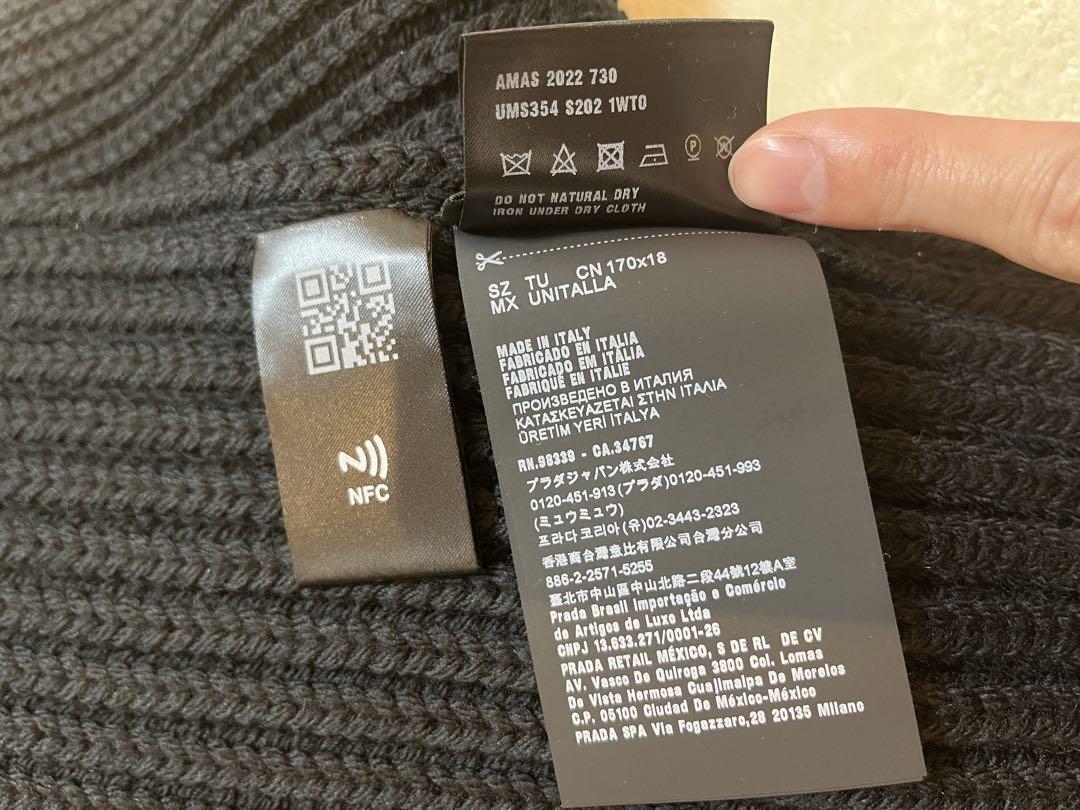 AMAS 2022 730
UMS354 S202 1WT0
DO NOT NATURAL DRY
IRON UNDER DRY CLOTH
SZ TU CN 170x18
MX UNITALLA
MADE IN ITALY
FABRICADO EN ITALIA
FABRICADO EM ITÁLIA
FABRIQUÉ EN ITALIE
ПРОИЗВЕДЕНО В ИТАЛИЯ
ΚΑΤΑΣΚΕΥΑΖΕΤΑΙ ΣΤΗΝ ΙΤΑΛΙΑ
ÜRETİM YERİ İTALYA
RN.98339 - CA.34767
プラダジャパン株式会社
0120-451-913(プラダ)0120-451-993
(ミュウミュウ)
프라다 코리아(유)02-3443-2323
香港商台灣意比有限公司台灣分公司
886-2-2571-5255
臺北市中山區中山北路二段44號12樓A室
Prada Brasil Importação e Comércio
de Artigos de Luxo Ltda
CNPJ 13.633.271/0001-26
PRADA RETAIL MÉXICO, S DE RL DE CV
AV. Vasco De Quiroga 3800 Col. Lomas
De Vista Hermosa Cuajimalpa De Morelos
C.P. 05100 Ciudad De México-México
PRADA SPA Via Fogazzaro,28 20135 Milano
NFC